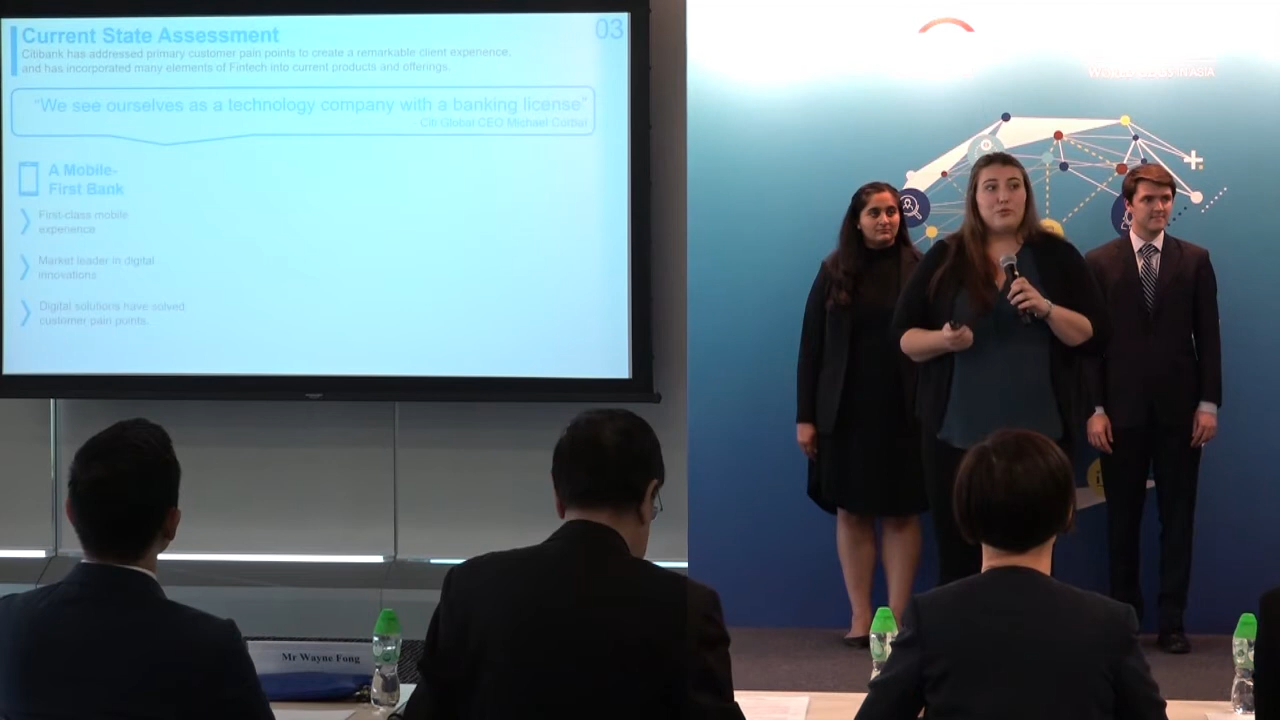 Current State Assessment
03
Citibank has addressed primary customer pain points to create a remarkable client experience,
and has incorporated many elements of Fintech into current products and offerings.
"We see ourselves as a technology company with a banking license"
Citi Global CEO Michael Corbat
A Mobile-
First Bank
First-class mobile
experience
Market leader in digital
innovations
Digital solutions have solved
customer pain points.
IN ASIA
Mr Wayne Fong